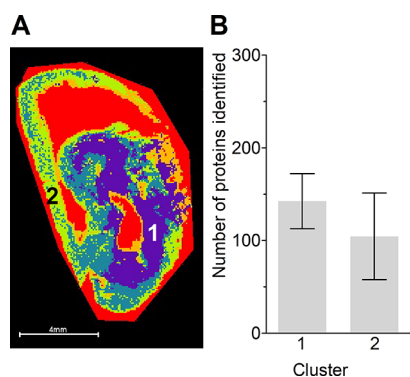 A
2
1
4mm
B
Number of proteins identified
300
200
100
0
1 2
Cluster